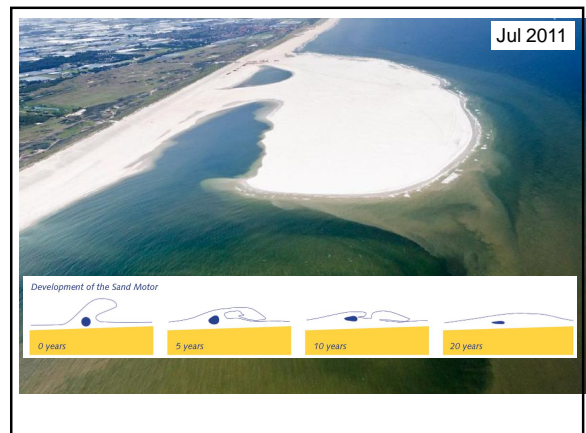 Jul 2011
Development of the Sand Motor
0 years
5 years
10 years
20 years